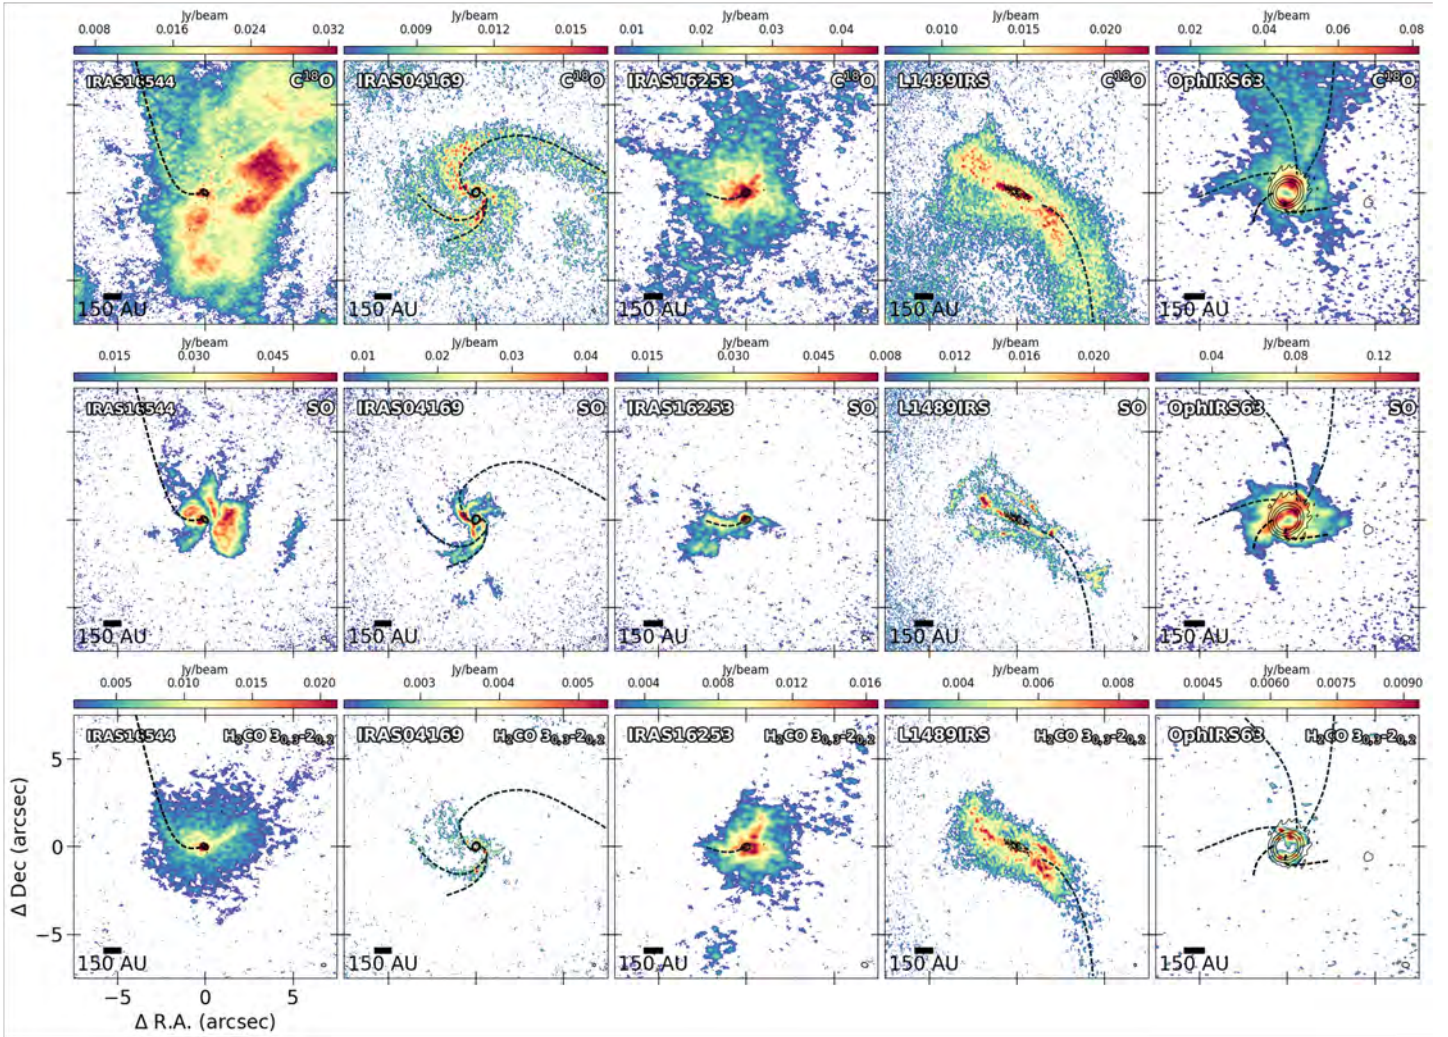 Jy/beam Jy/beam Jy/beam Jy/beam Jy/beam
0.008 0.016 0.024 0.032 0.009 0.012 0.015 0.01 0.02 0.03 0.04 0.010 0.015 0.020 0.02 0.04 0.06 0.08
IRAS16544 C¹⁸O IRAS04169 C¹⁸O IRAS16253 C¹⁸O L1489IRS C¹⁸O OphIRS63 C¹⁸O
150 AU 150 AU 150 AU 150 AU 150 AU
Jy/beam Jy/beam Jy/beam Jy/beam Jy/beam
0.015 0.030 0.045 0.01 0.02 0.03 0.04 0.015 0.030 0.045 0.008 0.012 0.016 0.020 0.04 0.08 0.12
IRAS16544 SO IRAS04169 SO IRAS16253 SO L1489IRS SO OphIRS63 SO
150 AU 150 AU 150 AU 150 AU 150 AU
Jy/beam Jy/beam Jy/beam Jy/beam Jy/beam
0.005 0.010 0.015 0.020 0.003 0.004 0.005 0.004 0.008 0.012 0.016 0.004 0.006 0.008 0.0045 0.0060 0.0075 0.0090
IRAS16544 H₂CO 3₀,₃-2₀,₂ IRAS04169 H₂CO 3₀,₃-2₀,₂ IRAS16253 H₂CO 3₀,₃-2₀,₂ L1489IRS H₂CO 3₀,₃-2₀,₂ OphIRS63 H₂CO 3₀,₃-2₀,₂
5
0
−5
Δ Dec (arcsec)
150 AU 150 AU 150 AU 150 AU 150 AU
−5 0 5
Δ R.A. (arcsec)